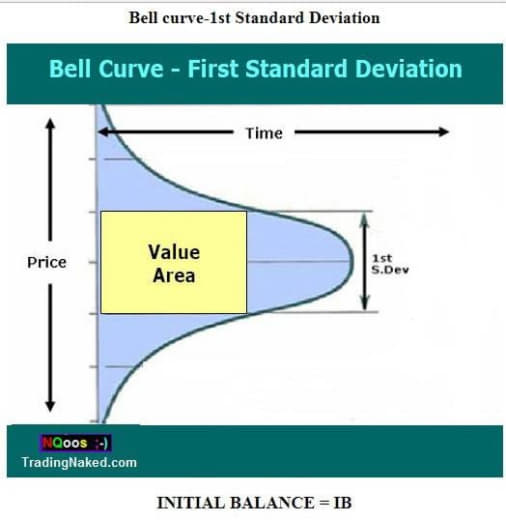 Bell curve-1st Standard Deviation
Bell Curve - First Standard Deviation
Time
Price
Value
Area
1st
S.Dev
NQoos :-)
TradingNaked.com
INITIAL BALANCE = IB